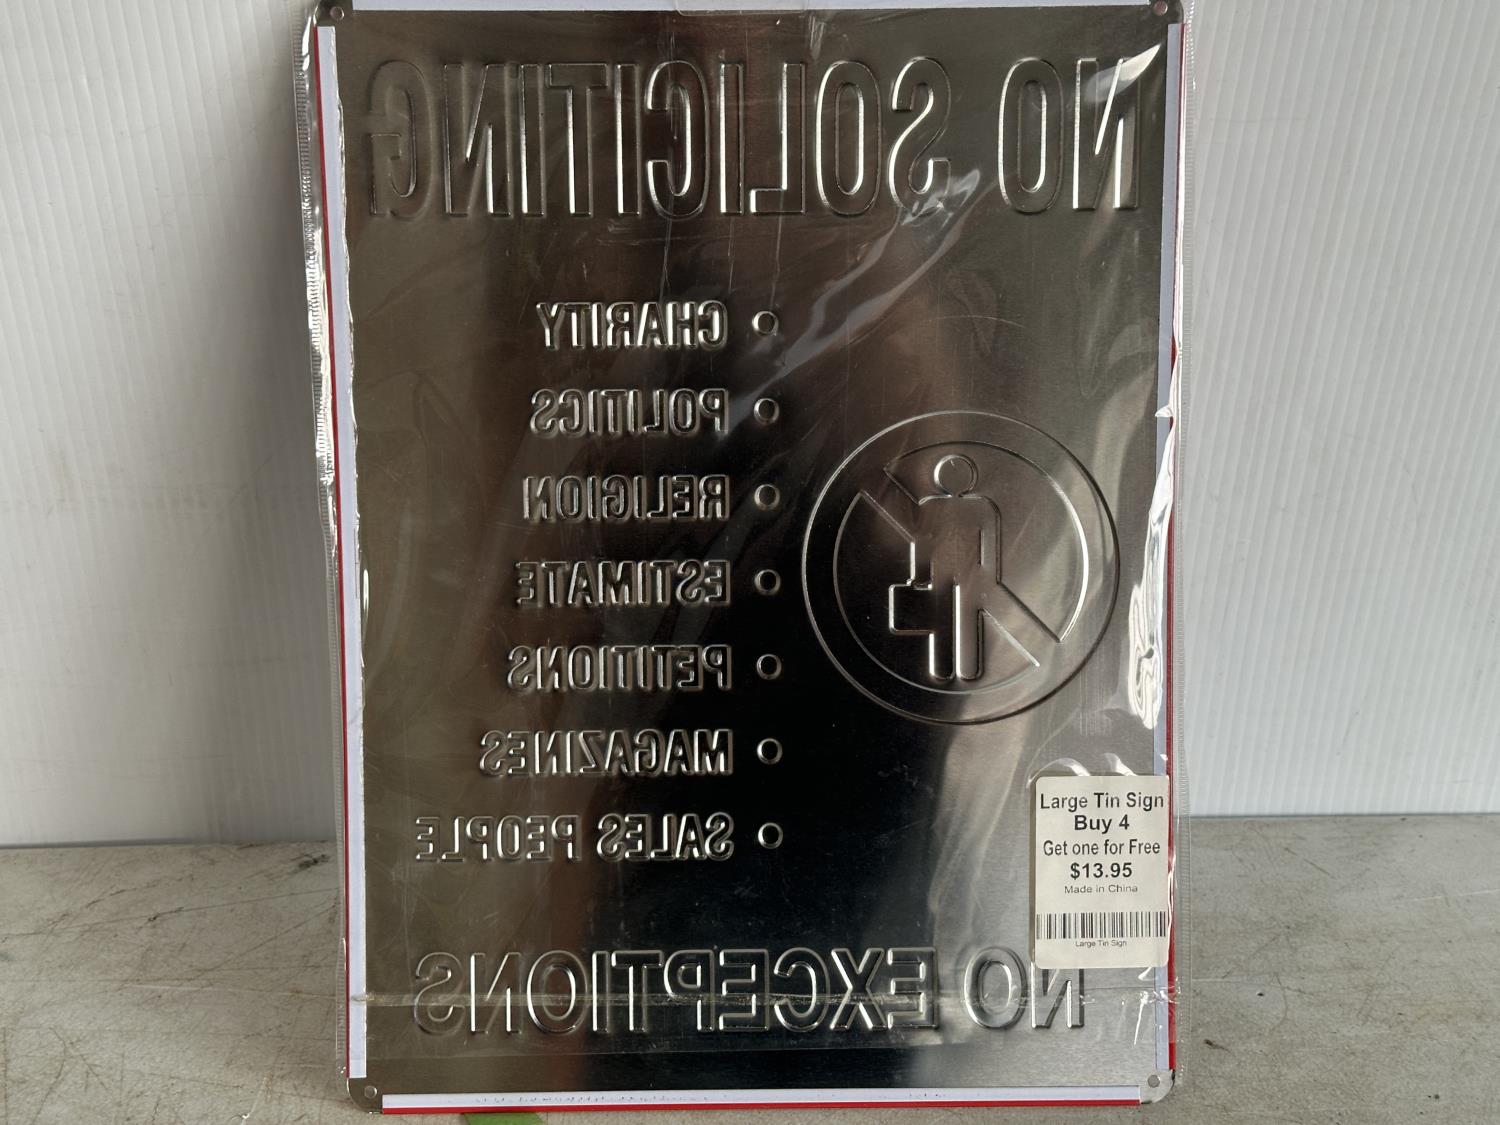 NO SOLICITING
• CHARITY
• POLITICS
• RELIGION
• ESTIMATE
• PETITIONS
• MAGAZINES
• SALES PEOPLE
NO EXCEPTIONS
Large Tin Sign
Buy 4
Get one for Free
$13.95
Made in China
Large Tin Sign